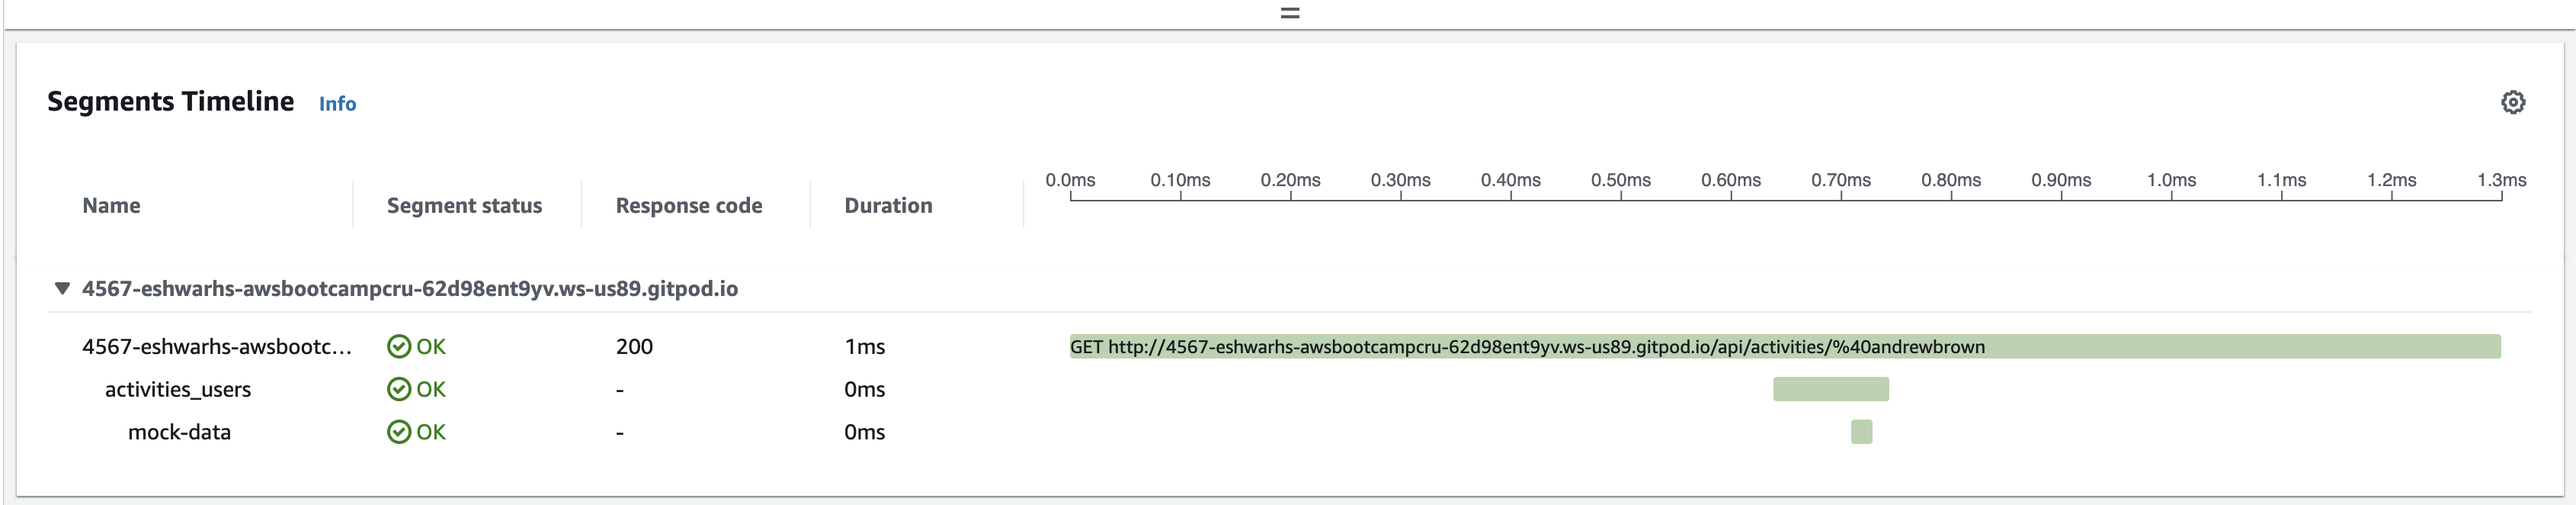 Segments Timeline Info
0.0ms 0.10ms 0.20ms 0.30ms 0.40ms 0.50ms 0.60ms 0.70ms 0.80ms 0.90ms 1.0ms 1.1ms 1.2ms 1.3ms
Name Segment status Response code Duration
4567-eshwarhs-awsbootcampcru-62d98ent9yv.ws-us89.gitpod.io
4567-eshwarhs-awsbootc... OK 200 1ms GET http://4567-eshwarhs-awsbootcampcru-62d98ent9yv.ws-us89.gitpod.io/api/activities/%40andrewbrown
activities_users OK - 0ms
mock-data OK - 0ms